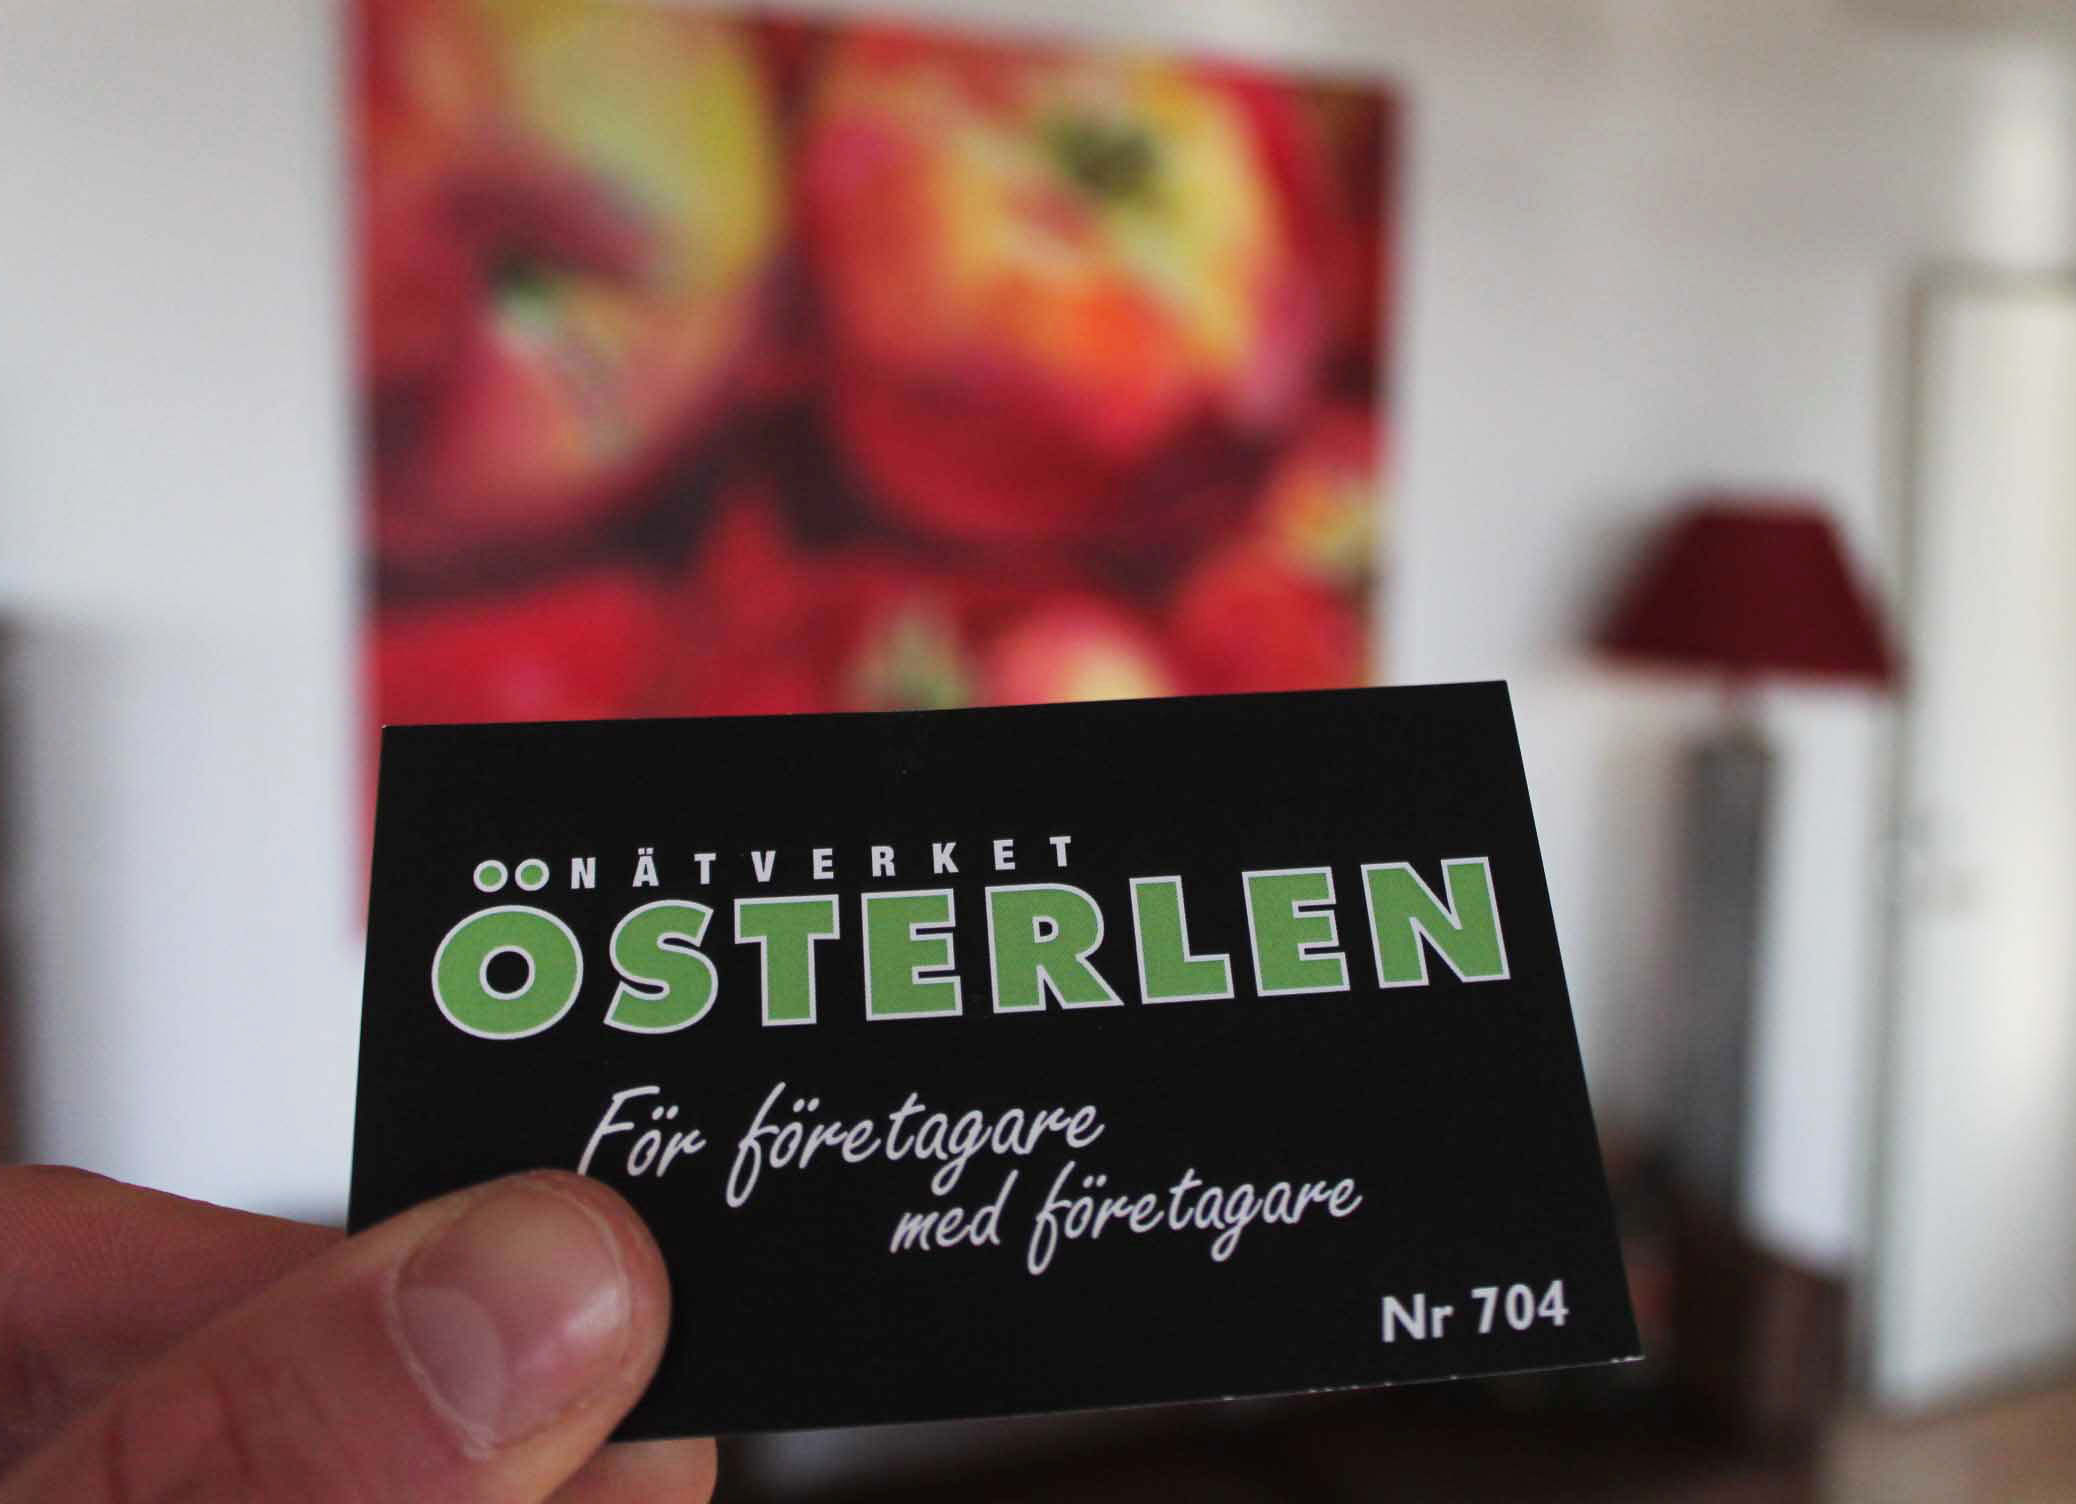 NÄTVERKET
ÖSTERLEN
För företagare
med företagare
Nr 704